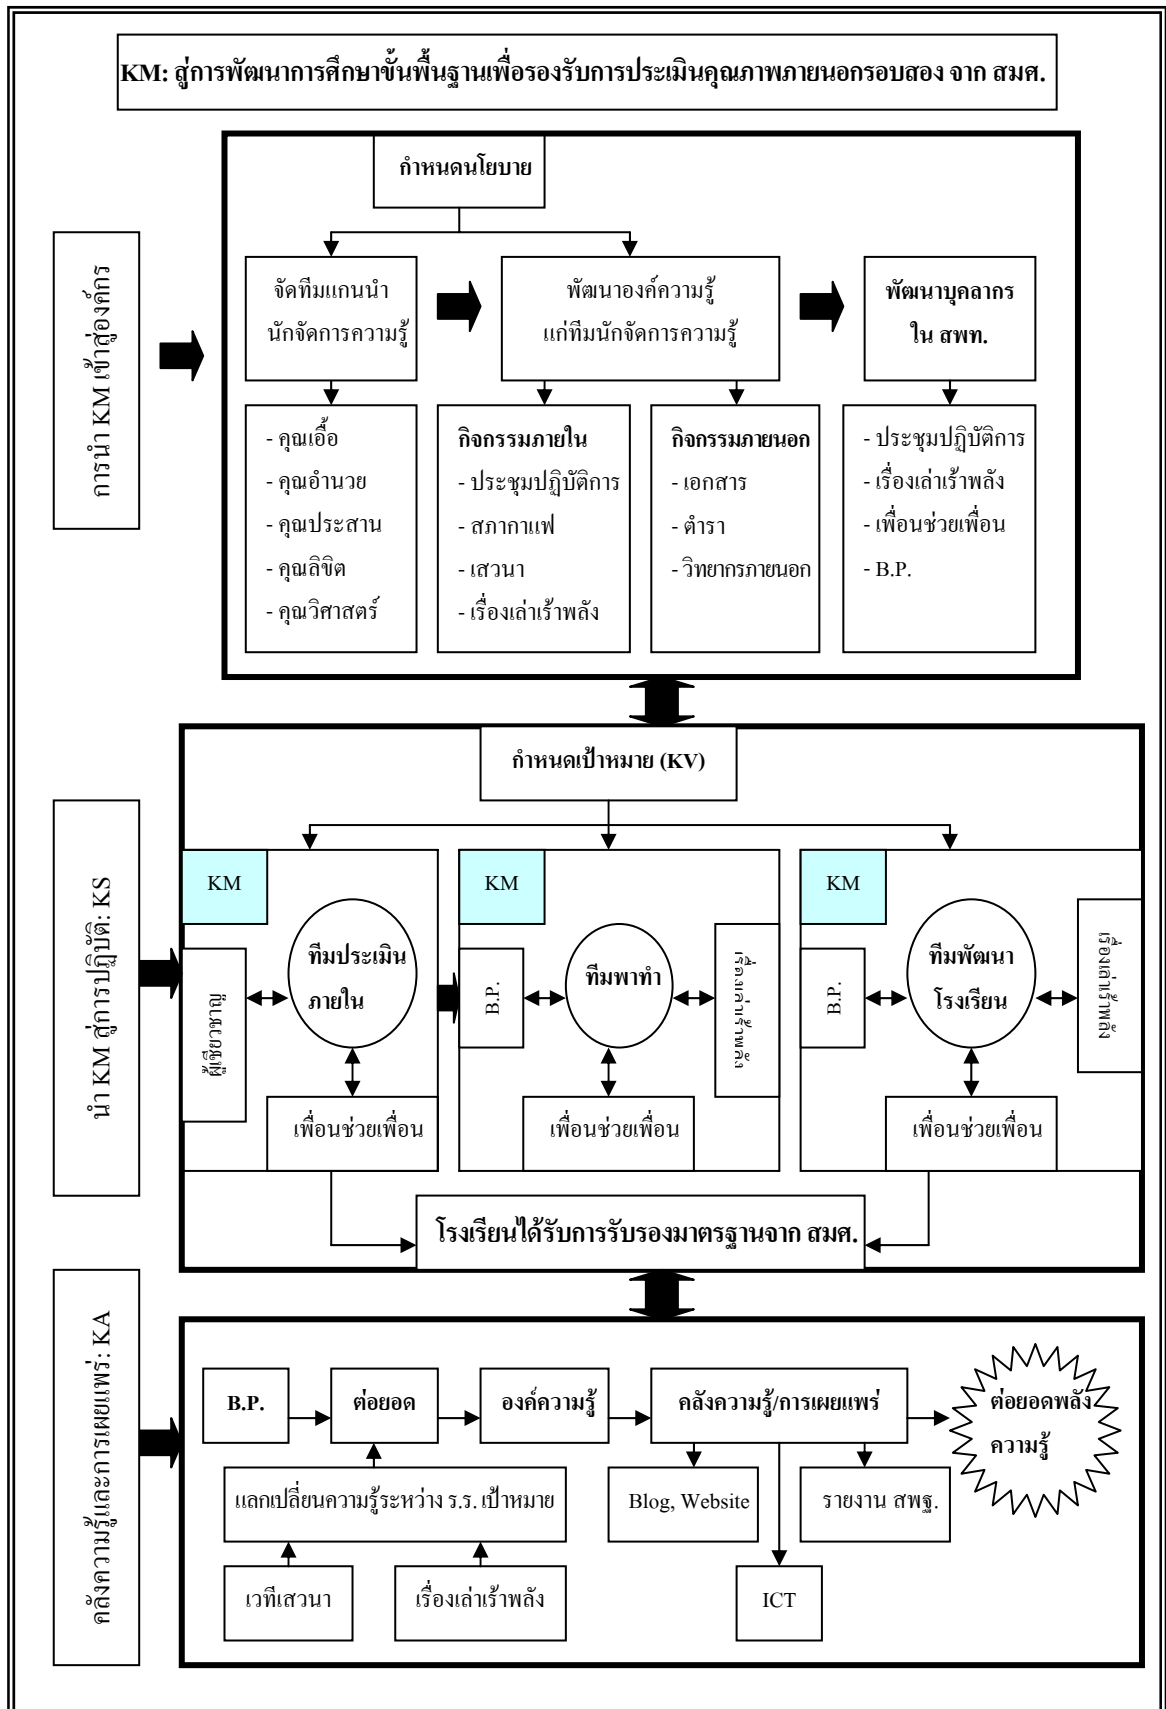 KM: สู่การพัฒนาการศึกษาขั้นพื้นฐานเพื่อรองรับการประเมินคุณภาพภายนอกรอบสอง จาก สมศ.
การนำ KM เข้าสู่องค์กร
กำหนดนโยบาย
จัดทีมแกนนำ
นักจัดการความรู้
พัฒนาองค์ความรู้
แก่ทีมนักจัดการความรู้
พัฒนาบุคลากร
ใน สพท.
- คุณเอื้อ
- คุณอำนวย
- คุณประสาน
- คุณลิขิต
- คุณวิศาสตร์
กิจกรรมภายใน
- ประชุมปฏิบัติการ
- สภากาแฟ
- เสวนา
- เรื่องเล่าเร้าพลัง
กิจกรรมภายนอก
- เอกสาร
- ตำรา
- วิทยากรภายนอก
- ประชุมปฏิบัติการ
- เรื่องเล่าเร้าพลัง
- เพื่อนช่วยเพื่อน
- B.P.
นำ KM สู่การปฏิบัติ: KS
กำหนดเป้าหมาย (KV)
KM
ผู้เชี่ยวชาญ
ทีมประเมิน
ภายใน
เพื่อนช่วยเพื่อน
KM
B.P.
ทีมพาทำ
เรื่องเล่าเร้าพลัง
เพื่อนช่วยเพื่อน
KM
B.P.
ทีมพัฒนา
โรงเรียน
เรื่องเล่าเร้าพลัง
เพื่อนช่วยเพื่อน
โรงเรียนได้รับการรับรองมาตรฐานจาก สมศ.
คลังความรู้และการเผยแพร่: KA
B.P.
ต่อยอด
องค์ความรู้
คลังความรู้/การเผยแพร่
ต่อยอดพลัง
ความรู้
แลกเปลี่ยนความรู้ระหว่าง ร.ร. เป้าหมาย
Blog, Website
รายงาน สพฐ.
เวทีเสวนา
เรื่องเล่าเร้าพลัง
ICT